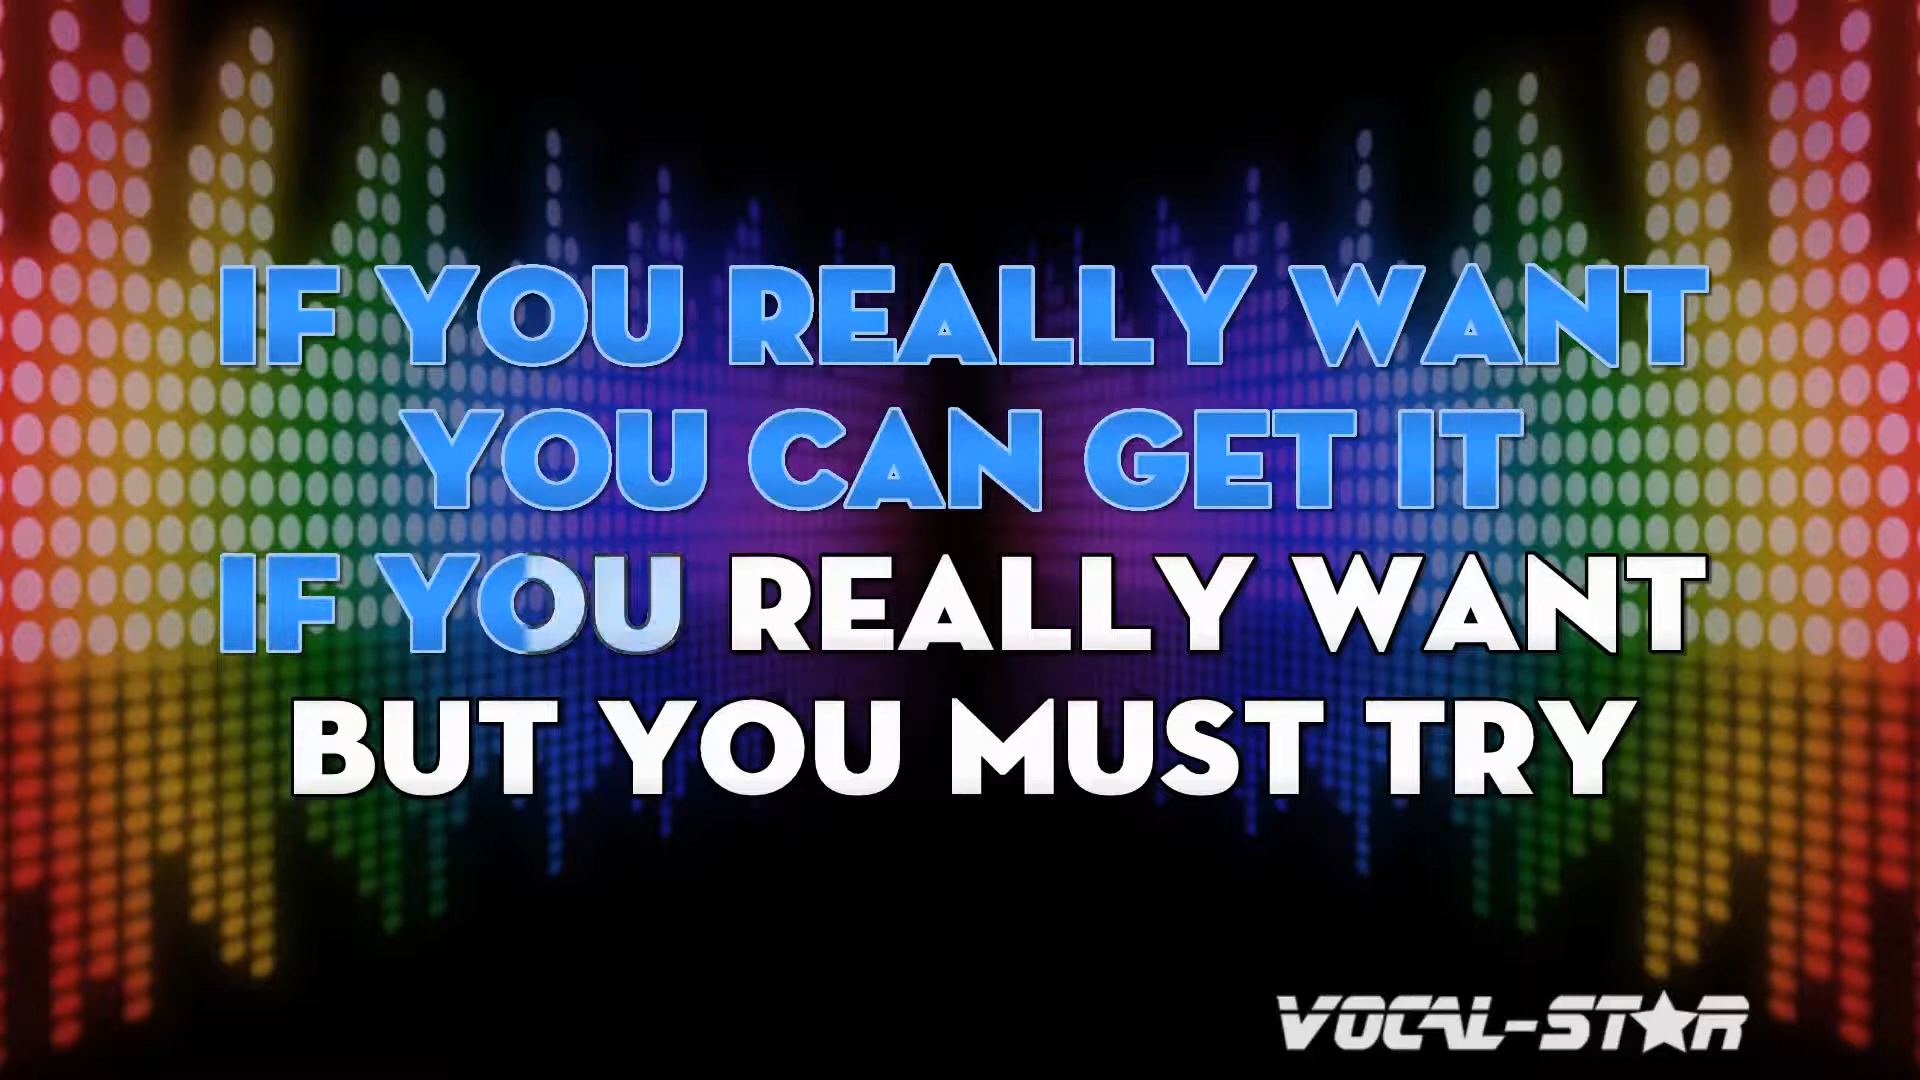 IF YOU REALLY WANT
YOU CAN GET IT
IF YOU REALLY WANT
BUT YOU MUST TRY
VOCAL-STAR